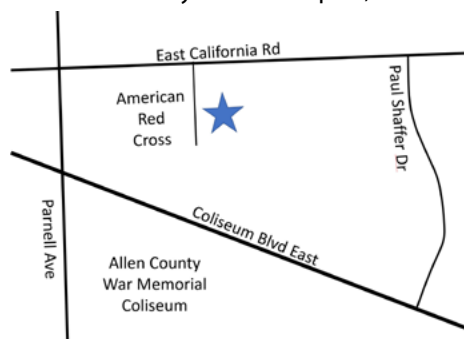 East California Rd
American
Red
Cross
Paul Shaffer Dr
Parnell Ave
Coliseum Blvd East
Allen County
War Memorial
Coliseum